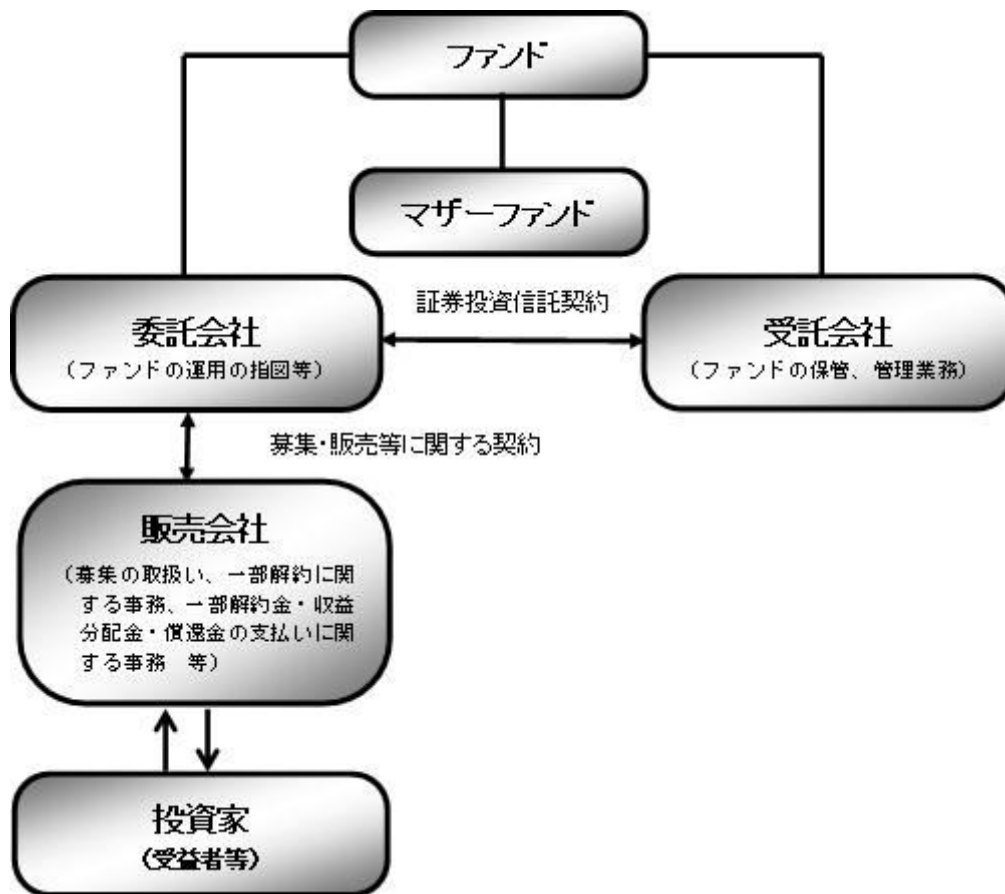 ファンド
マザーファンド
証券投資信託契約
委託会社
（ファンドの運用の指図等）
受託会社
（ファンドの保管、管理業務）
募集・販売等に関する契約
販売会社
（募集の取扱い、一部解約に関
する事務、一部解約金・収益
分配金・償還金の支払いに関
する事務　等）
投資家
（受益者等）